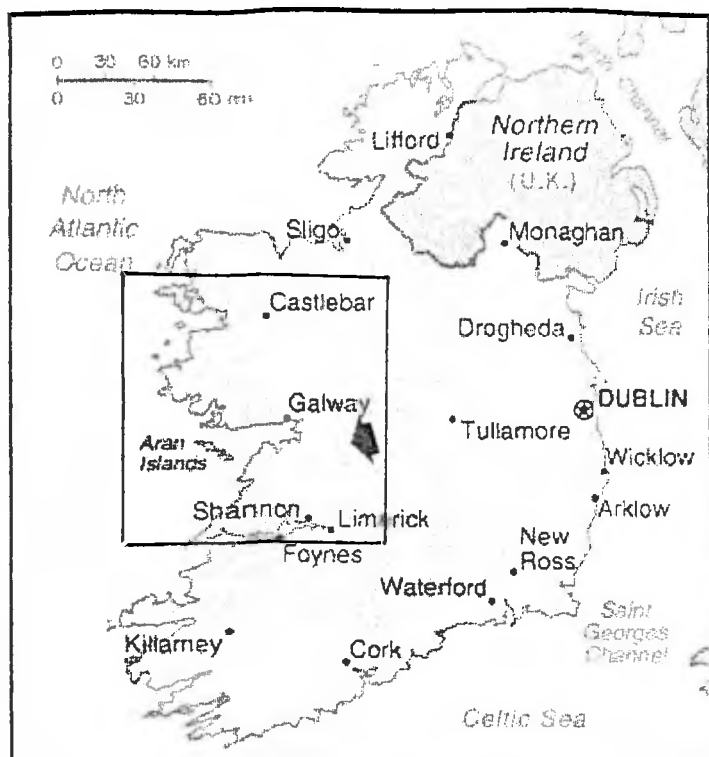 0 30 60 km
0 30 60 mi
Lifford
Northern
Ireland
(U.K.)
North
Atlantic
Ocean
Sligo
Monaghan
Irish
Sea
Castlebar
Drogheda
Galway
DUBLIN
Aran
Islands
Tullamore
Wicklow
Shannon
Limerick
Arklow
Foynes
New
Ross
Waterford
Saint
Georges
Channel
Killarney
Cork
Celtic Sea
Channel